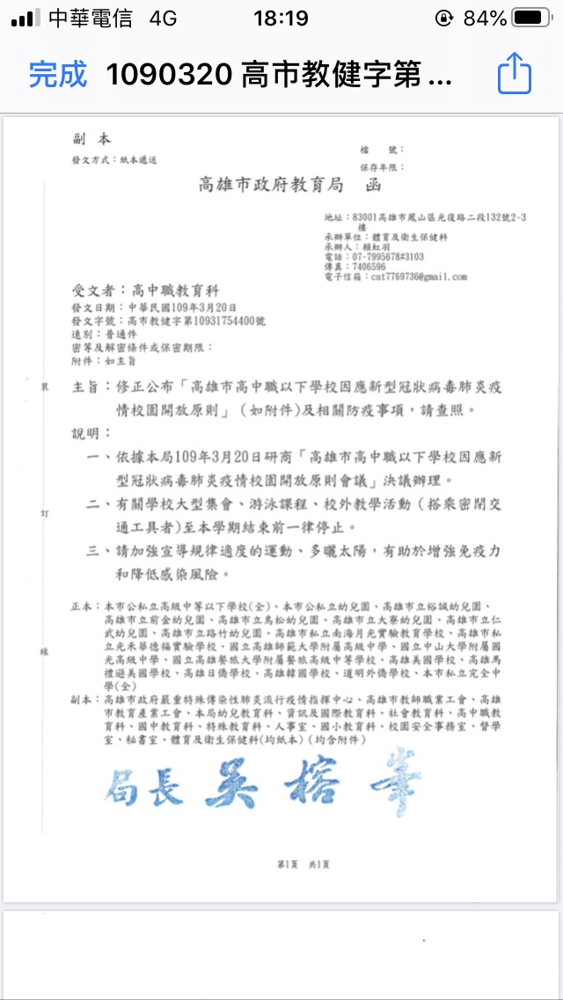 中華電信 4G 18:19 84%
完成 1090320 高市教健字第...
副 本
檔 號：
發文方式：紙本遞送
保存年限：
高雄市政府教育局 函
地址：83001高雄市鳳山區光復路二段132號2-3
樓
承辦單位：體育及衛生保健科
承辦人：賴虹羽
電話：07-7995678#3103
傳真：7406596
電子信箱：cat7769736@gmail.com
受文者：高中職教育科
發文日期：中華民國109年3月20日
發文字號：高市教健字第10931754400號
速別：普通件
密等及解密條件或保密期限：
附件：如主旨
主旨：修正公布「高雄市高中職以下學校因應新型冠狀病毒肺炎疫
情校園開放原則」（如附件)及相關防疫事項，請查照。
說明：
一、依據本局109年3月20日研商「高雄市高中職以下學校因應新
型冠狀病毒肺炎疫情校園開放原則會議」決議辦理。
二、有關學校大型集會、游泳課程、校外教學活動（搭乘密閉交
通工具者)至本學期結束前一律停止。
三、請加強宣導規律適度的運動、多曬太陽，有助於增強免疫力
和降低感染風險。
裝
訂
線
正本：本市公私立高級中等以下學校(全)、本市公私立幼兒園、高雄市立裕誠幼兒園、
高雄市立前金幼兒園、高雄市立鳥松幼兒園、高雄市立大寮幼兒園、高雄市立仁
武幼兒園、高雄市立路竹幼兒園、高雄市私立南海月光實驗教育學校、高雄市私
立光禾華德福實驗學校、國立高雄師範大學附屬高級中學、國立中山大學附屬國
光高級中學、國立高雄餐旅大學附屬餐旅高級中等學校、高雄美國學校、高雄馬
禮遜美國學校、高雄日僑學校、高雄韓國學校、道明外僑學校、本市私立完全中
學(全)
副本：高雄市政府嚴重特殊傳染性肺炎流行疫情指揮中心、高雄市教師職業工會、高雄
市教育產業工會、本局幼兒教育科、資訊及國際教育科、社會教育科、高中職教
育科、國中教育科、特殊教育科、人事室、國小教育科、校園安全事務室、督學
室、秘書室、體育及衛生保健科(均紙本)（均含附件）
局長 吳榕峯
第1頁 共1頁